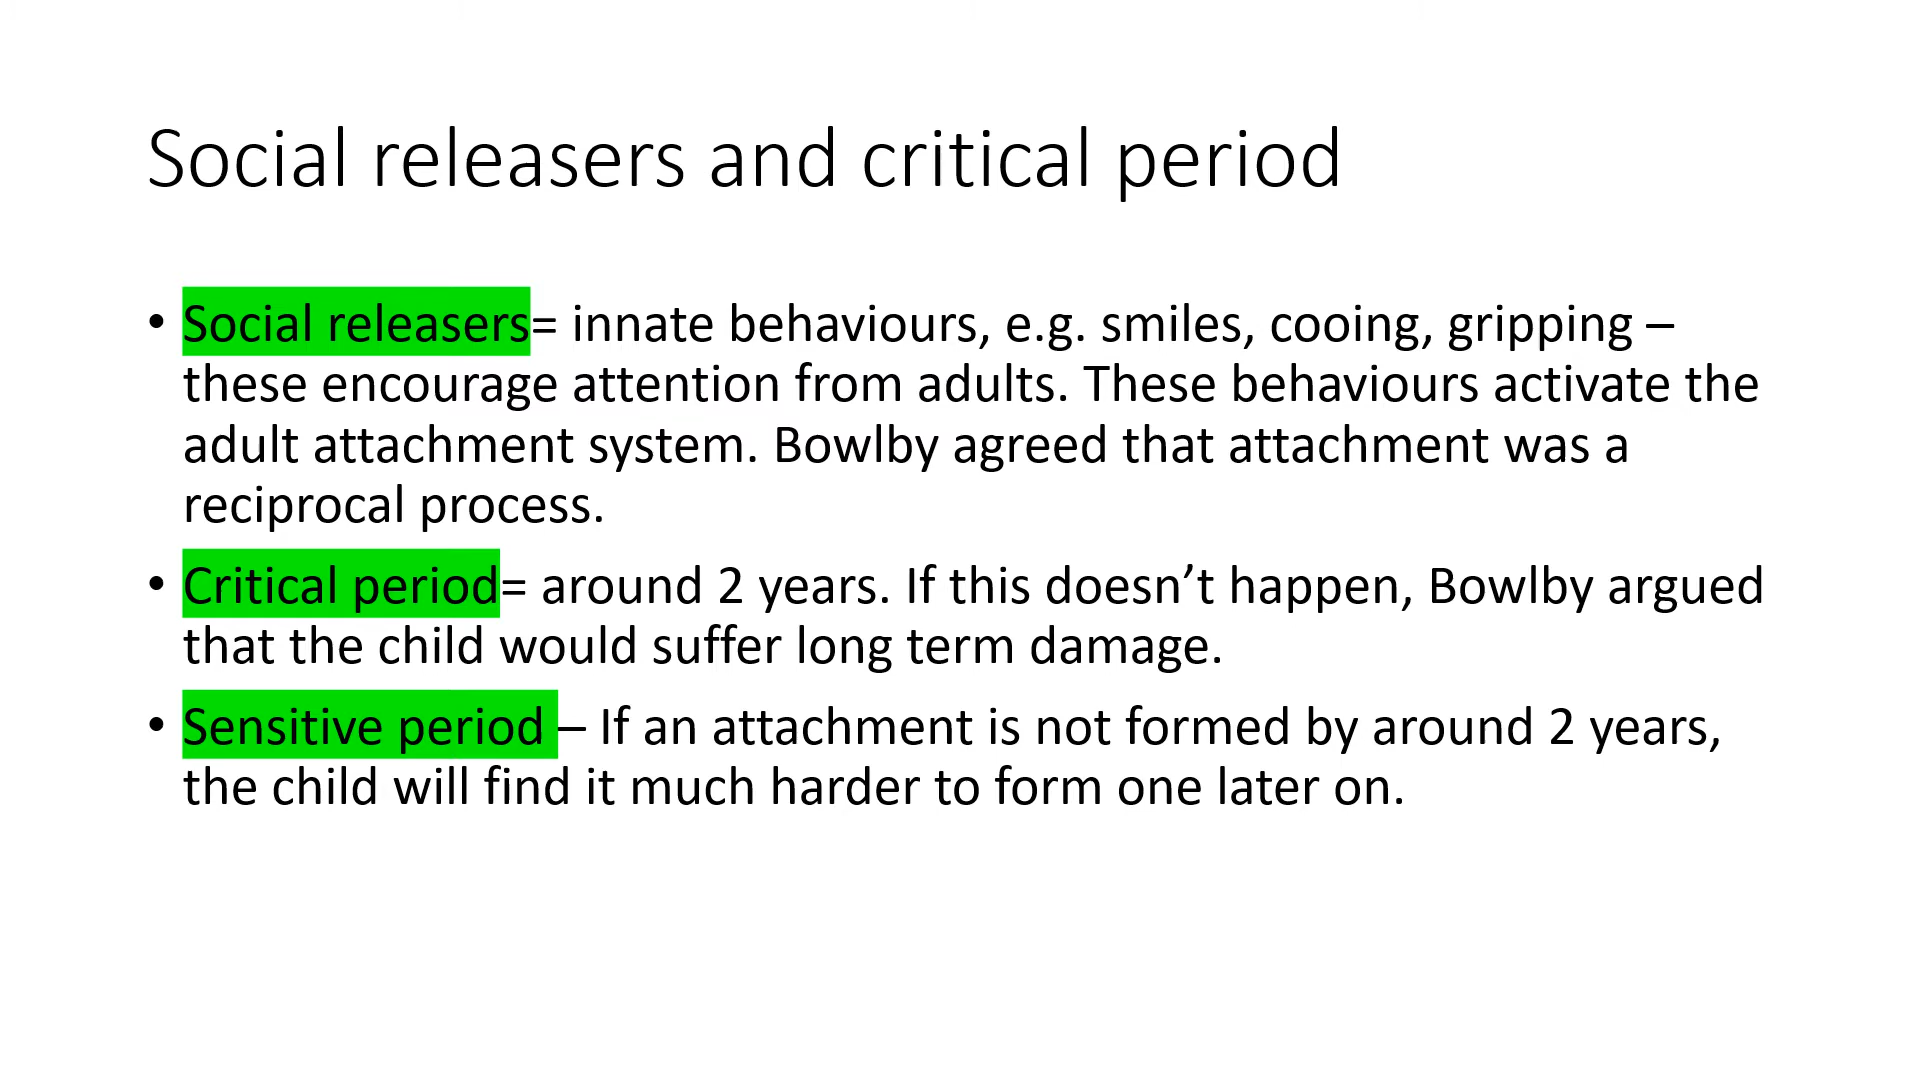 Social releasers and critical period
• Social releasers= innate behaviours, e.g. smiles, cooing, gripping –
these encourage attention from adults. These behaviours activate the
adult attachment system. Bowlby agreed that attachment was a
reciprocal process.
• Critical period= around 2 years. If this doesn’t happen, Bowlby argued
that the child would suffer long term damage.
• Sensitive period – If an attachment is not formed by around 2 years,
the child will find it much harder to form one later on.